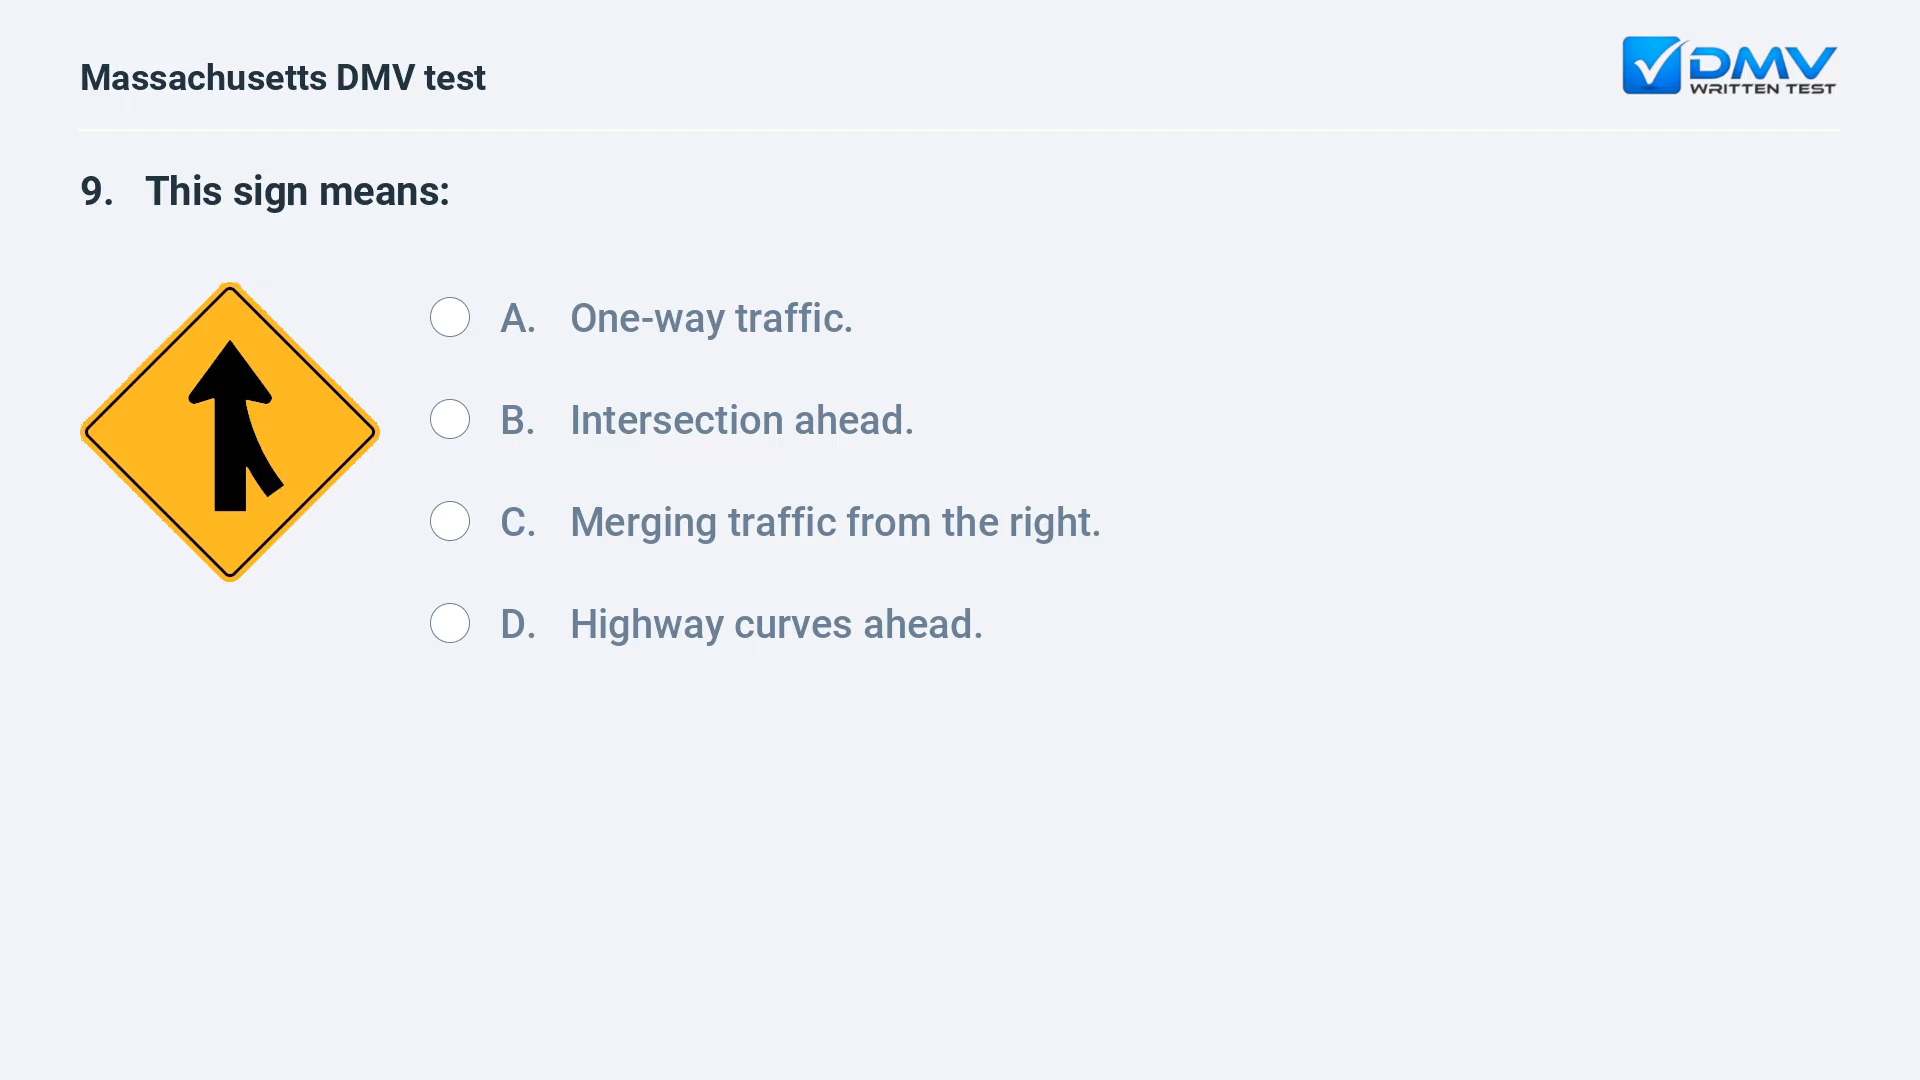 Massachusetts DMV test
DMV
WRITTEN TEST
9. This sign means:
A. One-way traffic.
B. Intersection ahead.
C. Merging traffic from the right.
D. Highway curves ahead.